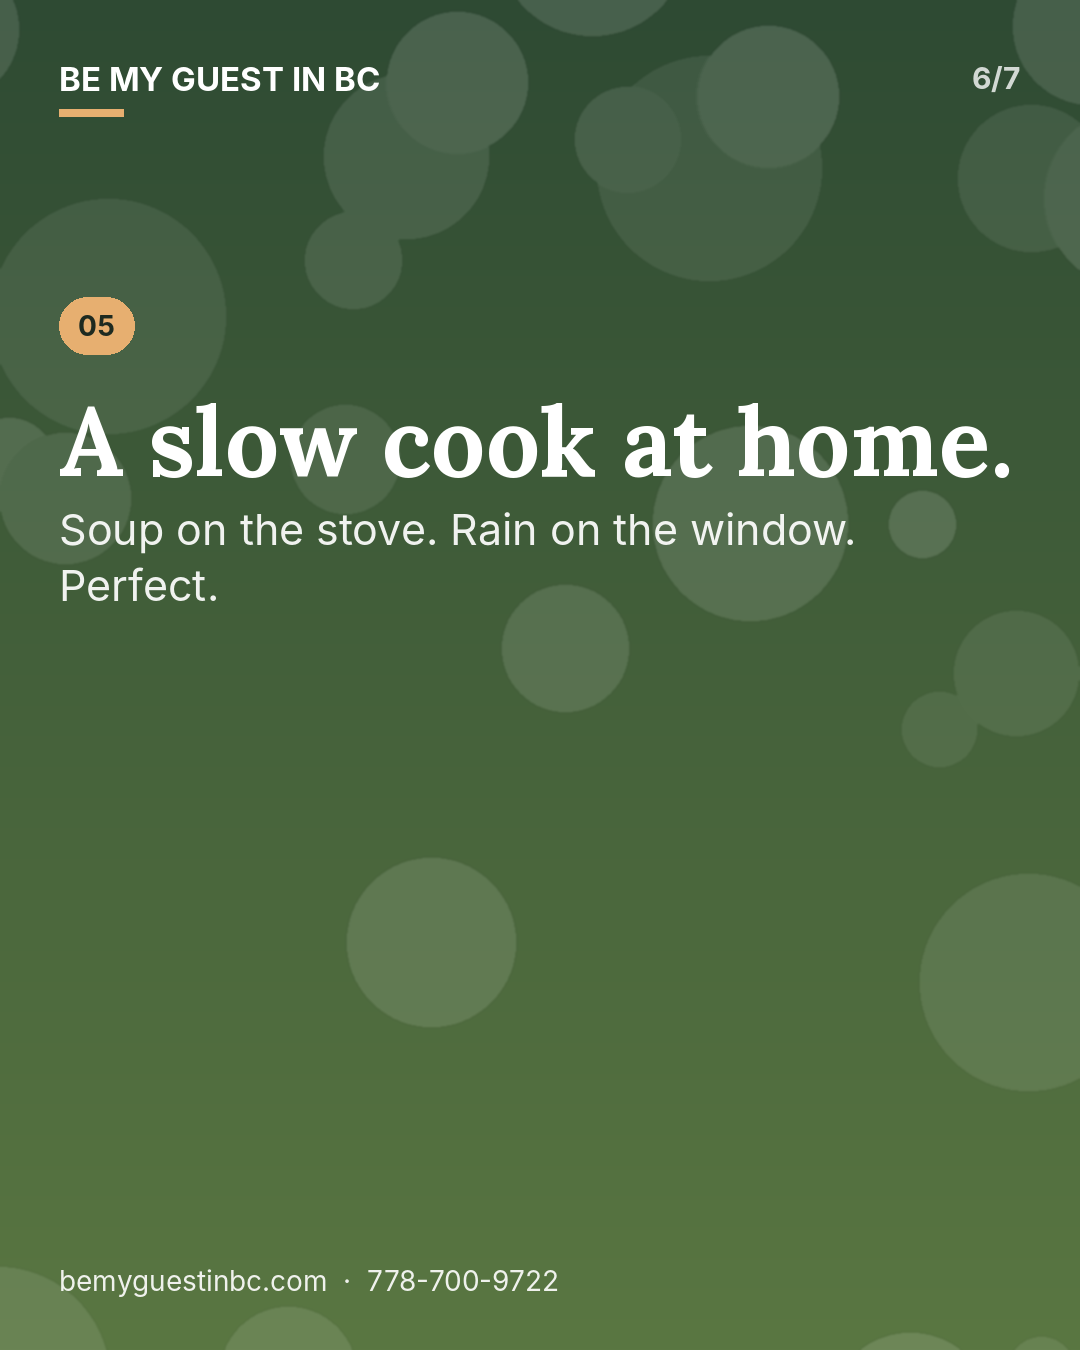 BE MY GUEST IN BC
6/7
05
A slow cook at home.
Soup on the stove. Rain on the window.
Perfect.
bemyguestinbc.com · 778-700-9722